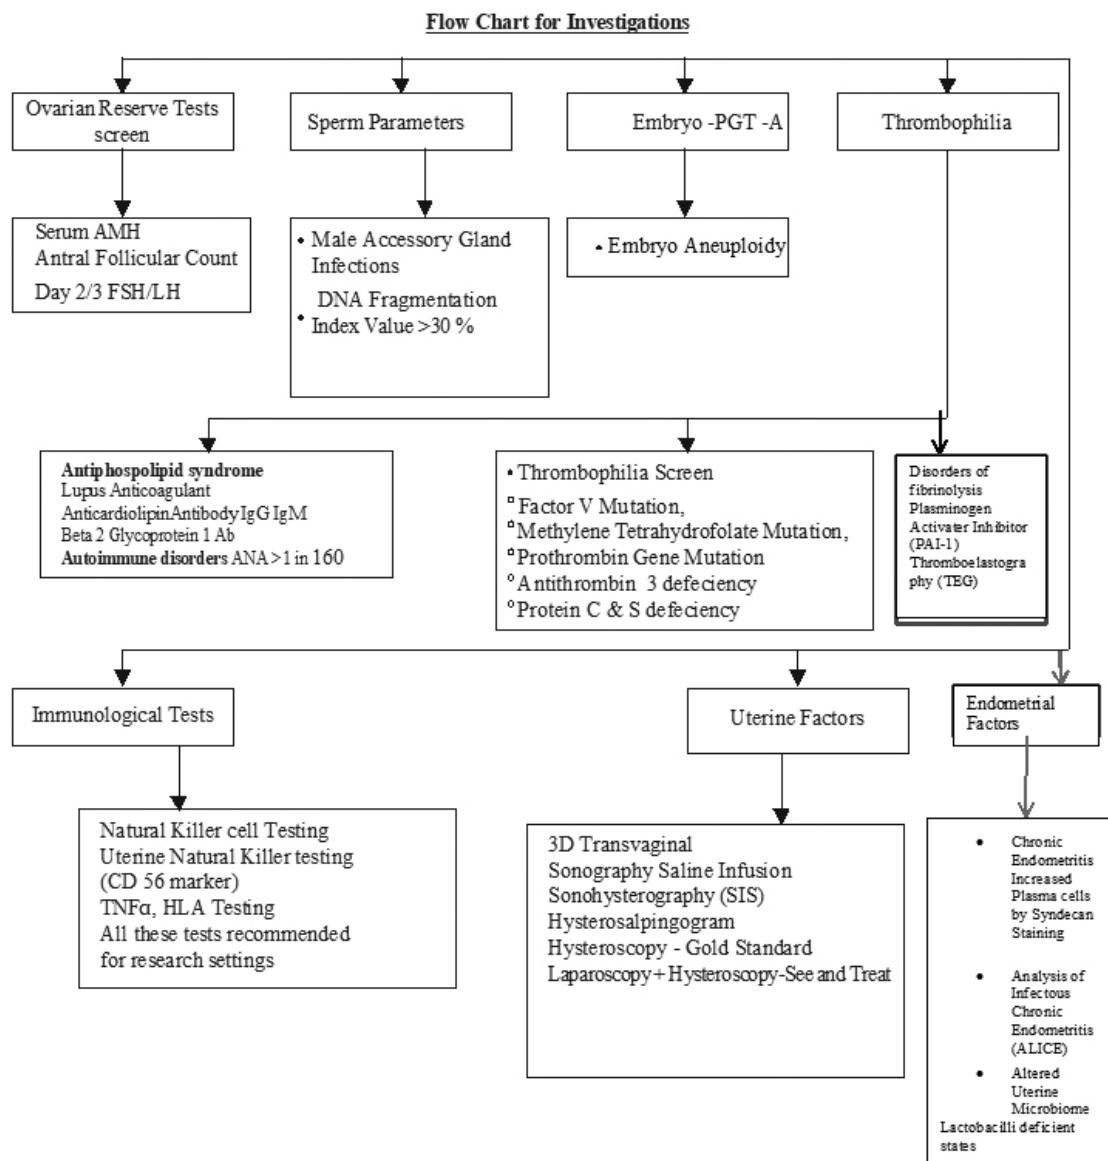 Flow Chart for Investigations
Ovarian Reserve Tests
screen
Sperm Parameters
Embryo -PGT -A
Thrombophilia
Serum AMH
Antral Follicular Count
Day 2/3 FSH/LH
• Male Accessory Gland
Infections
DNA Fragmentation
• Index Value >30 %
• Embryo Aneuploidy
Antiphospolipid syndrome
Lupus Anticoagulant
Anticardiolipin Antibody IgG IgM
Beta 2 Glycoprotein 1 Ab
Autoimmune disorders ANA >1 in 160
• Thrombophilia Screen
Factor V Mutation,
Methylene Tetrahydrofolate Mutation,
Prothrombin Gene Mutation
Antithrombin 3 defeciency
Protein C & S defeciency
Disorders of
fibrinolysis
Plasminogen
Activater Inhibitor
(PAI-1)
Thromboelastogra
phy (TEG)
Immunological Tests
Uterine Factors
Endometrial
Factors
Natural Killer cell Testing
Uterine Natural Killer testing
(CD 56 marker)
TNFα, HLA Testing
All these tests recommended
for research settings
3D Transvaginal
Sonography Saline Infusion
Sonohysterography (SIS)
Hysterosalpingogram
Hysteroscopy - Gold Standard
Laparoscopy + Hysteroscopy-See and Treat
• Chronic
Endometritis
Increased
Plasma cells
by Syndecan
Staining
• Analysis of
Infectous
Chronic
Endometritis
(ALICE)
• Altered
Uterine
Microbiome
Lactobacilli deficient
states